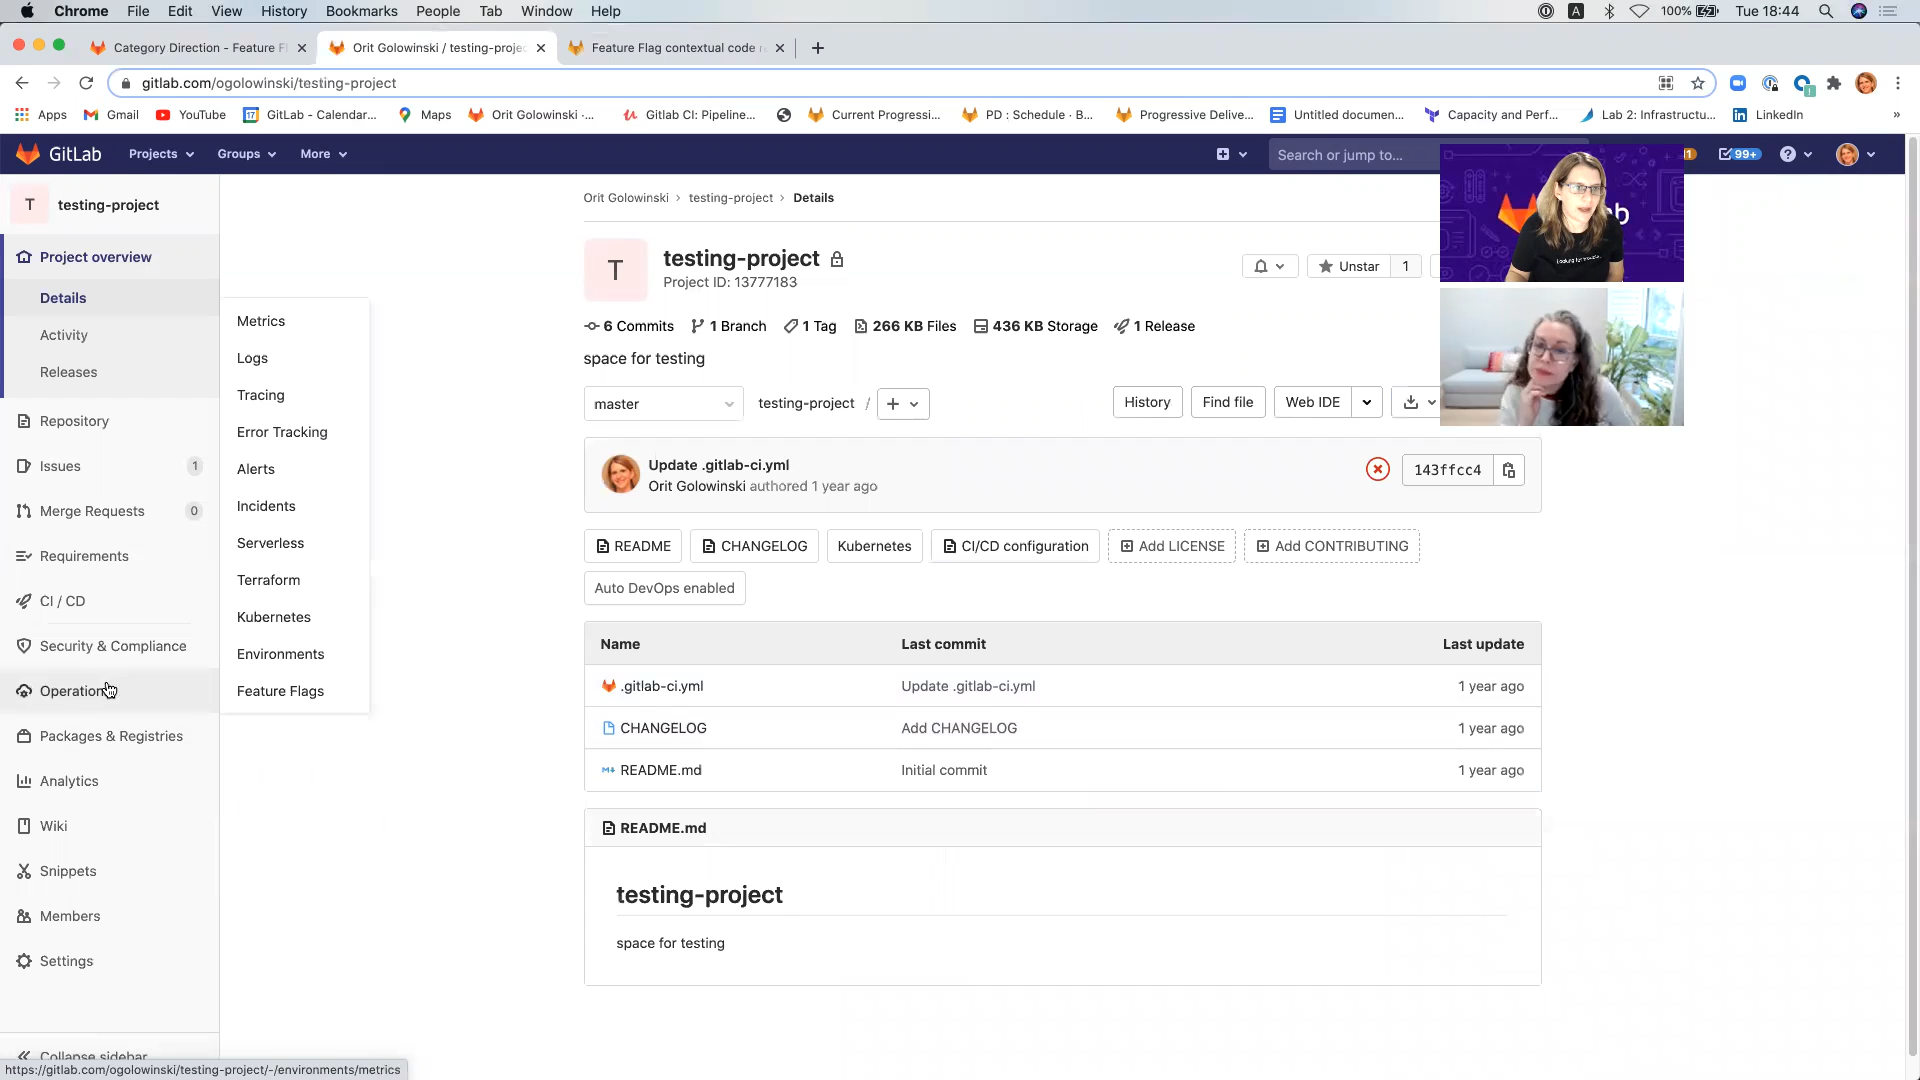 Chrome File Edit View History Bookmarks People Tab Window Help
A 100% Tue 18:44
Category Direction - Feature Fl
Orit Golowinski / testing-projec
Feature Flag contextual code r
gitlab.com/ogolowinski/testing-project
Apps Gmail YouTube GitLab - Calendar... Maps Orit Golowinski ·... Gitlab CI: Pipeline... Current Progressi... PD : Schedule · B... Progressive Delive... Untitled documen... Capacity and Perf... Lab 2: Infrastructu... LinkedIn »
GitLab Projects Groups More Search or jump to... 99+
T testing-project
Project overview
Details
Activity
Releases
Repository
Issues 1
Merge Requests 0
Requirements
CI / CD
Security & Compliance
Operation
Packages & Registries
Analytics
Wiki
Snippets
Members
Settings
Collapse sidebar
https://gitlab.com/ogolowinski/testing-project/-/environments/metrics
Metrics
Logs
Tracing
Error Tracking
Alerts
Incidents
Serverless
Terraform
Kubernetes
Environments
Feature Flags
Orit Golowinski › testing-project › Details
T
testing-project
Project ID: 13777183
Unstar 1
6 Commits 1 Branch 1 Tag 266 KB Files 436 KB Storage 1 Release
space for testing
master testing-project / + History Find file Web IDE
Update .gitlab-ci.yml
Orit Golowinski authored 1 year ago
143ffcc4
README CHANGELOG Kubernetes CI/CD configuration Add LICENSE Add CONTRIBUTING
Auto DevOps enabled
Name Last commit Last update
.gitlab-ci.yml Update .gitlab-ci.yml 1 year ago
CHANGELOG Add CHANGELOG 1 year ago
README.md Initial commit 1 year ago
README.md
testing-project
space for testing